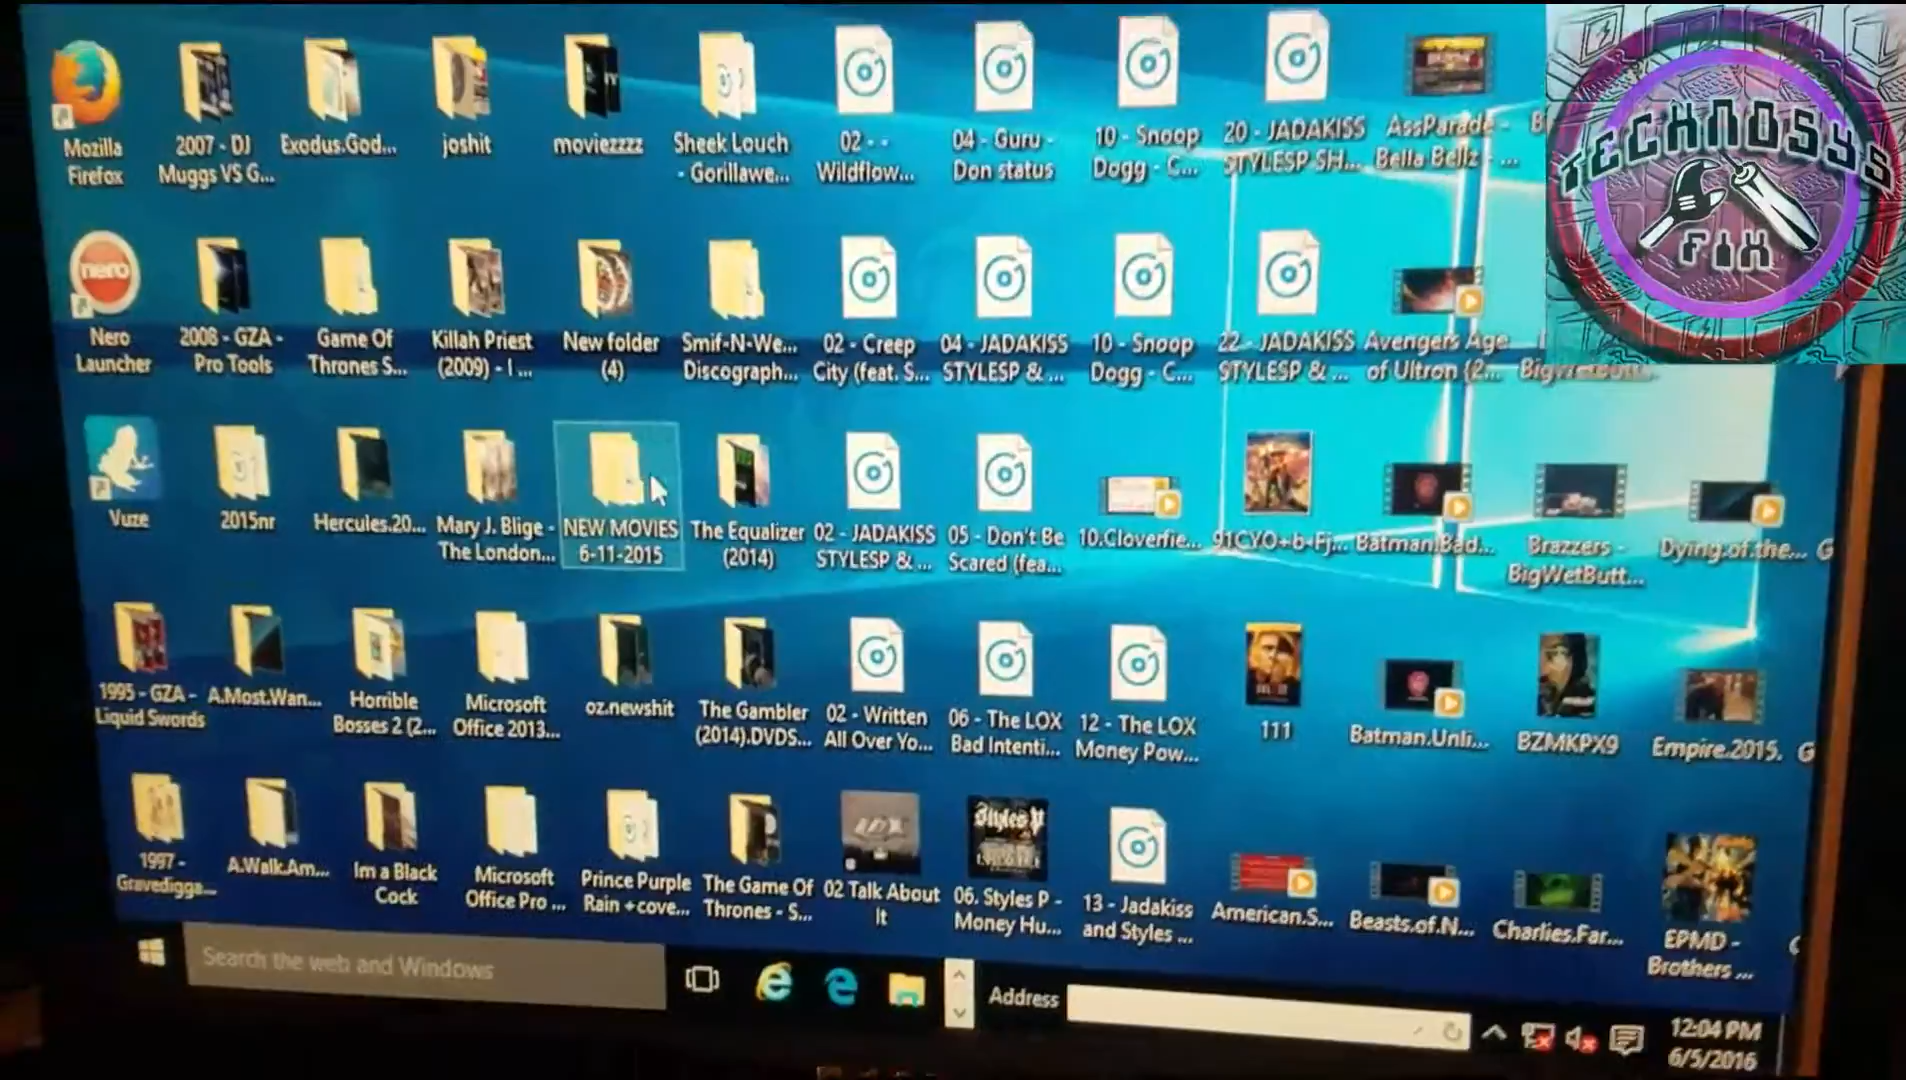 Mozilla
Firefox
2007 - DJ
Muggs VS G...
Exodus.God...
joshit
moviezzzz
Sheek Louch
- Gorillawe...
02 - -
Wildflow...
04 - Guru -
Don status
10 - Snoop
Dogg - C...
20 - JADAKISS
STYLESP SH...
AssParade -
Bella Bellz - ...
TECHNOSYS
FIX
nero
Nero
Launcher
2008 - GZA -
Pro Tools
Game Of
Thrones S...
Killah Priest
(2009) - I ...
New folder
(4)
Smif-N-We...
Discograph...
02 - Creep
City (feat. S...
04 - JADAKISS
STYLESP & ...
10 - Snoop
Dogg - C...
22 - JADAKISS
STYLESP & ...
Avengers Age
of Ultron (2...
Vuze
2015nr
Hercules.20...
Mary J. Blige -
The London...
NEW MOVIES
6-11-2015
The Equalizer
(2014)
02 - JADAKISS
STYLESP & ...
05 - Don't Be
Scared (fea...
10.Cloverfie...
91CYO+b-Fj...
Batman.Bad...
Brazzers -
BigWetButt...
Dying.of.the...
G
1995 - GZA -
Liquid Swords
A.Most.Wan...
Horrible
Bosses 2 (2...
Microsoft
Office 2013...
oz.newshit
The Gambler
(2014).DVDS...
02 - Written
All Over Yo...
06 - The LOX
Bad Intenti...
12 - The LOX
Money Pow...
111
Batman.Unli...
BZMKPX9
Empire.2015.
G
1997 -
Gravedigga...
A.Walk.Am...
Im a Black
Cock
Microsoft
Office Pro ...
Prince Purple
Rain +cove...
The Game Of
Thrones - S...
LOX
02 Talk About
It
Styles P
06. Styles P -
Money Hu...
13 - Jadakiss
and Styles ...
American.S...
Beasts.of.N...
Charlies.Far...
EPMD -
Brothers ...
Search the web and Windows
Address
12:04 PM
6/5/2016